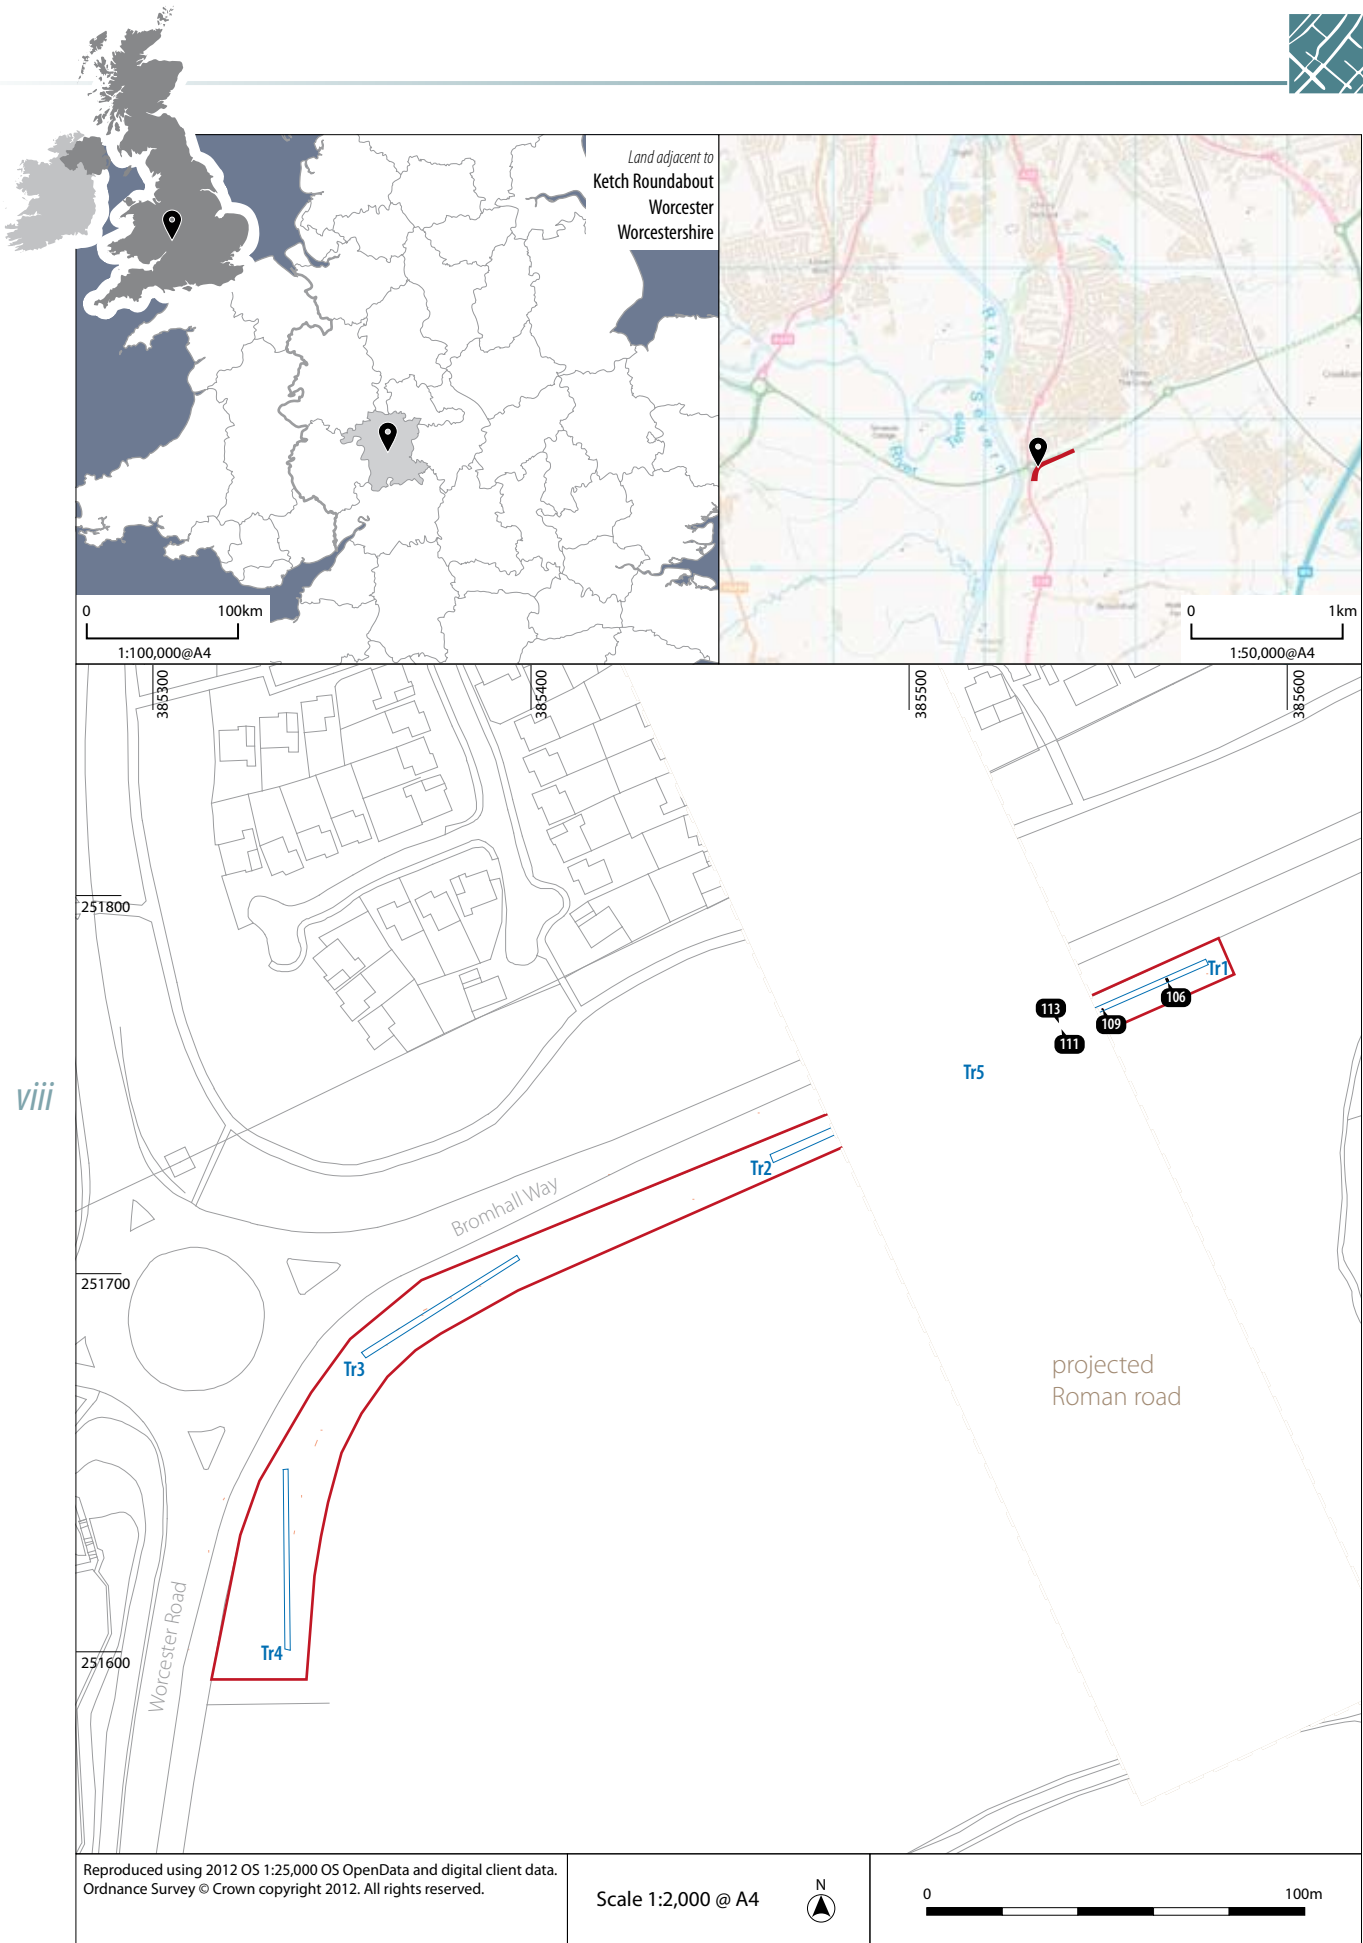 Land adjacent to
Ketch Roundabout
Worcester
Worcestershire
River Severn
River
0 100km
1:100,000@A4
0 1km
1:50,000@A4
385300
385400
385500
385600
251800
251700
251600
Tr1
106
109
113
111
Tr5
Tr2
Bromhall Way
Tr3
projected
Roman road
Tr4
Worcester Road
viii
Reproduced using 2012 OS 1:25,000 OS OpenData and digital client data.
Ordnance Survey © Crown copyright 2012. All rights reserved.
Scale 1:2,000 @ A4
N
0 100m